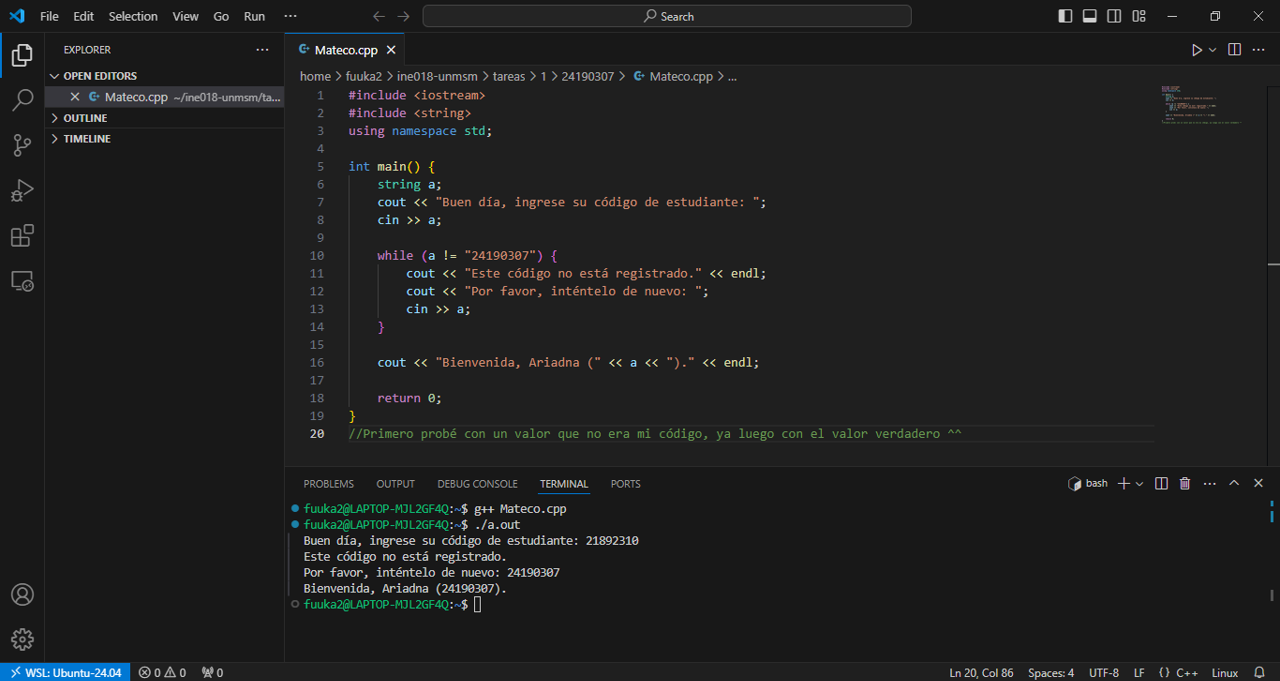 File Edit Selection View Go Run ···
Search
EXPLORER ···
OPEN EDITORS
Mateco.cpp ~/ine018-unmsm/ta...
OUTLINE
TIMELINE
Mateco.cpp
home > fuuka2 > ine018-unmsm > tareas > 1 > 24190307 > Mateco.cpp > ...
1 #include <iostream>
2 #include <string>
3 using namespace std;
4
5 int main() {
6 string a;
7 cout << "Buen día, ingrese su código de estudiante: ";
8 cin >> a;
9
10 while (a != "24190307") {
11 cout << "Este código no está registrado." << endl;
12 cout << "Por favor, inténtelo de nuevo: ";
13 cin >> a;
14 }
15
16 cout << "Bienvenida, Ariadna (" << a << ")." << endl;
17
18 return 0;
19 }
20 //Primero probé con un valor que no era mi código, ya luego con el valor verdadero ^^
PROBLEMS OUTPUT DEBUG CONSOLE TERMINAL PORTS
bash
fuuka2@LAPTOP-MJL2GF4Q:~$ g++ Mateco.cpp
fuuka2@LAPTOP-MJL2GF4Q:~$ ./a.out
Buen día, ingrese su código de estudiante: 21892310
Este código no está registrado.
Por favor, inténtelo de nuevo: 24190307
Bienvenida, Ariadna (24190307).
fuuka2@LAPTOP-MJL2GF4Q:~$
WSL: Ubuntu-24.04 0 0 0 Ln 20, Col 86 Spaces: 4 UTF-8 LF {} C++ Linux